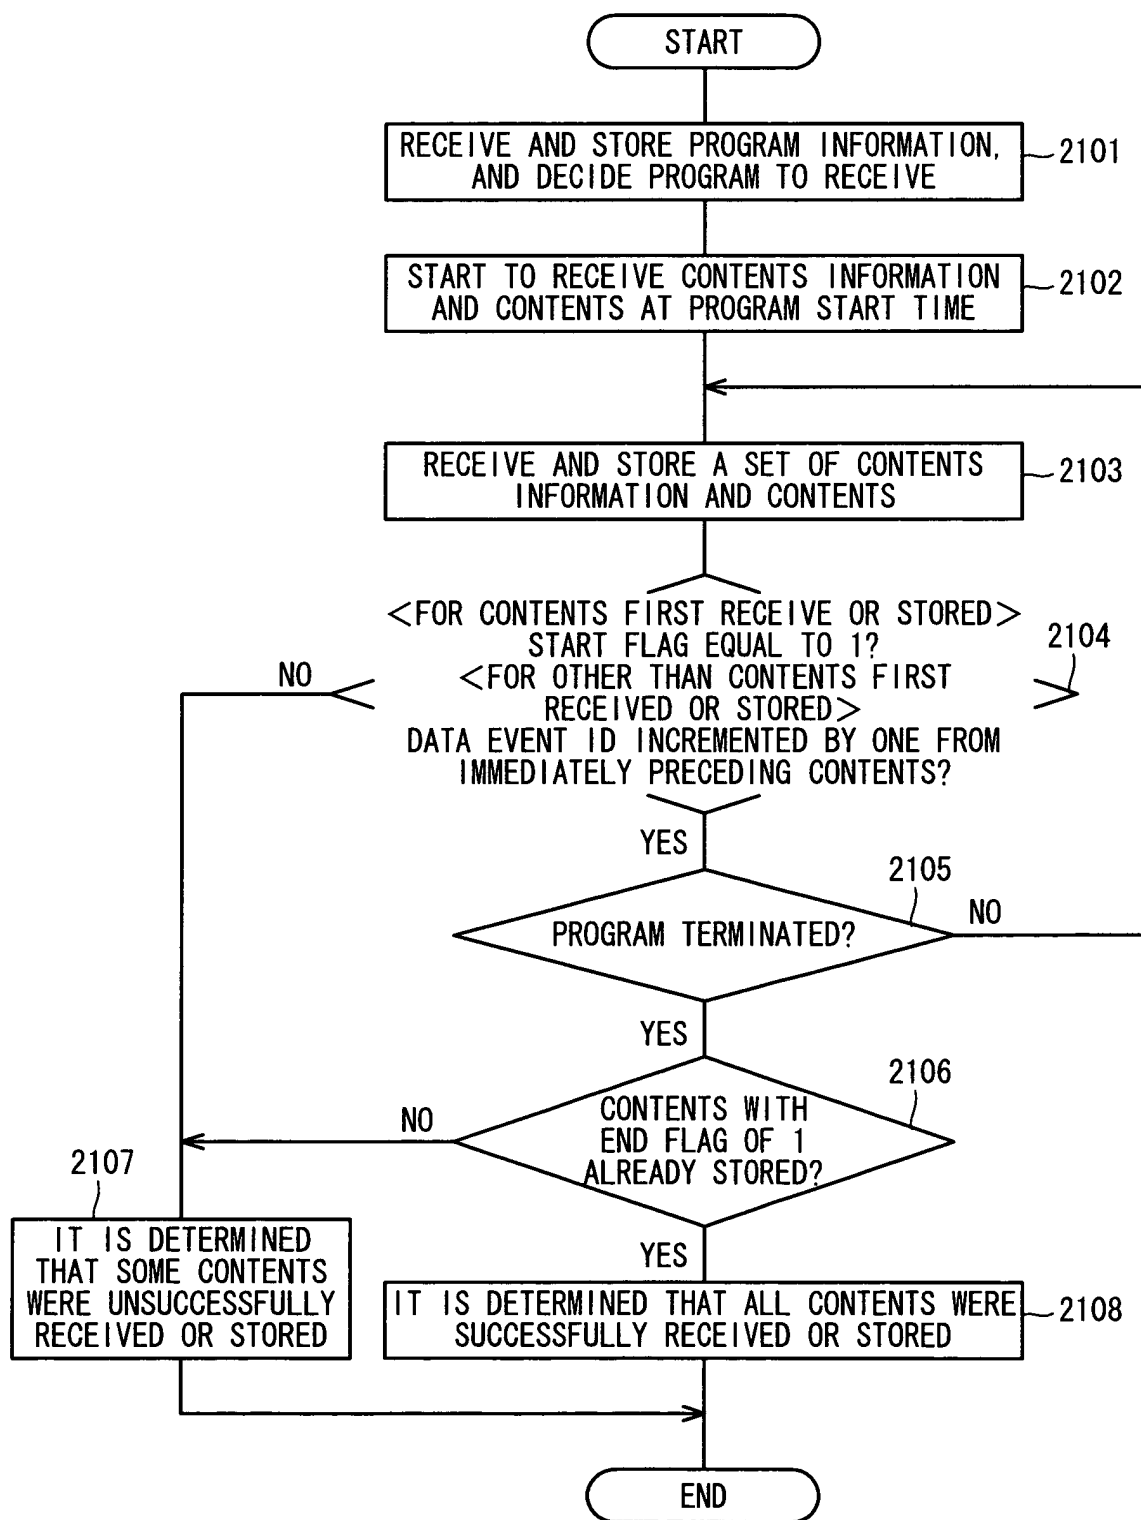 START
RECEIVE AND STORE PROGRAM INFORMATION,
AND DECIDE PROGRAM TO RECEIVE
2101
START TO RECEIVE CONTENTS INFORMATION
AND CONTENTS AT PROGRAM START TIME
2102
RECEIVE AND STORE A SET OF CONTENTS
INFORMATION AND CONTENTS
2103
<FOR CONTENTS FIRST RECEIVE OR STORED>
START FLAG EQUAL TO 1?
<FOR OTHER THAN CONTENTS FIRST
RECEIVED OR STORED>
DATA EVENT ID INCREMENTED BY ONE FROM
IMMEDIATELY PRECEDING CONTENTS?
2104
NO
YES
PROGRAM TERMINATED?
2105
NO
YES
CONTENTS WITH
END FLAG OF 1
ALREADY STORED?
2106
NO
YES
2107
IT IS DETERMINED
THAT SOME CONTENTS
WERE UNSUCCESSFULLY
RECEIVED OR STORED
IT IS DETERMINED THAT ALL CONTENTS WERE
SUCCESSFULLY RECEIVED OR STORED
2108
END